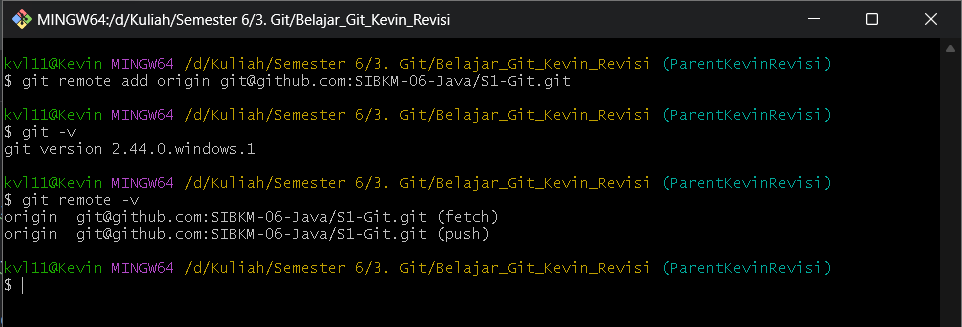 MINGW64:/d/Kuliah/Semester 6/3. Git/Belajar_Git_Kevin_Revisi
kvl11@Kevin MINGW64 /d/Kuliah/Semester 6/3. Git/Belajar_Git_Kevin_Revisi (ParentKevinRevisi)
$ git remote add origin git@github.com:SIBKM-06-Java/S1-Git.git
kvl11@Kevin MINGW64 /d/Kuliah/Semester 6/3. Git/Belajar_Git_Kevin_Revisi (ParentKevinRevisi)
$ git -v
git version 2.44.0.windows.1
kvl11@Kevin MINGW64 /d/Kuliah/Semester 6/3. Git/Belajar_Git_Kevin_Revisi (ParentKevinRevisi)
$ git remote -v
origin  git@github.com:SIBKM-06-Java/S1-Git.git (fetch)
origin  git@github.com:SIBKM-06-Java/S1-Git.git (push)
kvl11@Kevin MINGW64 /d/Kuliah/Semester 6/3. Git/Belajar_Git_Kevin_Revisi (ParentKevinRevisi)
$